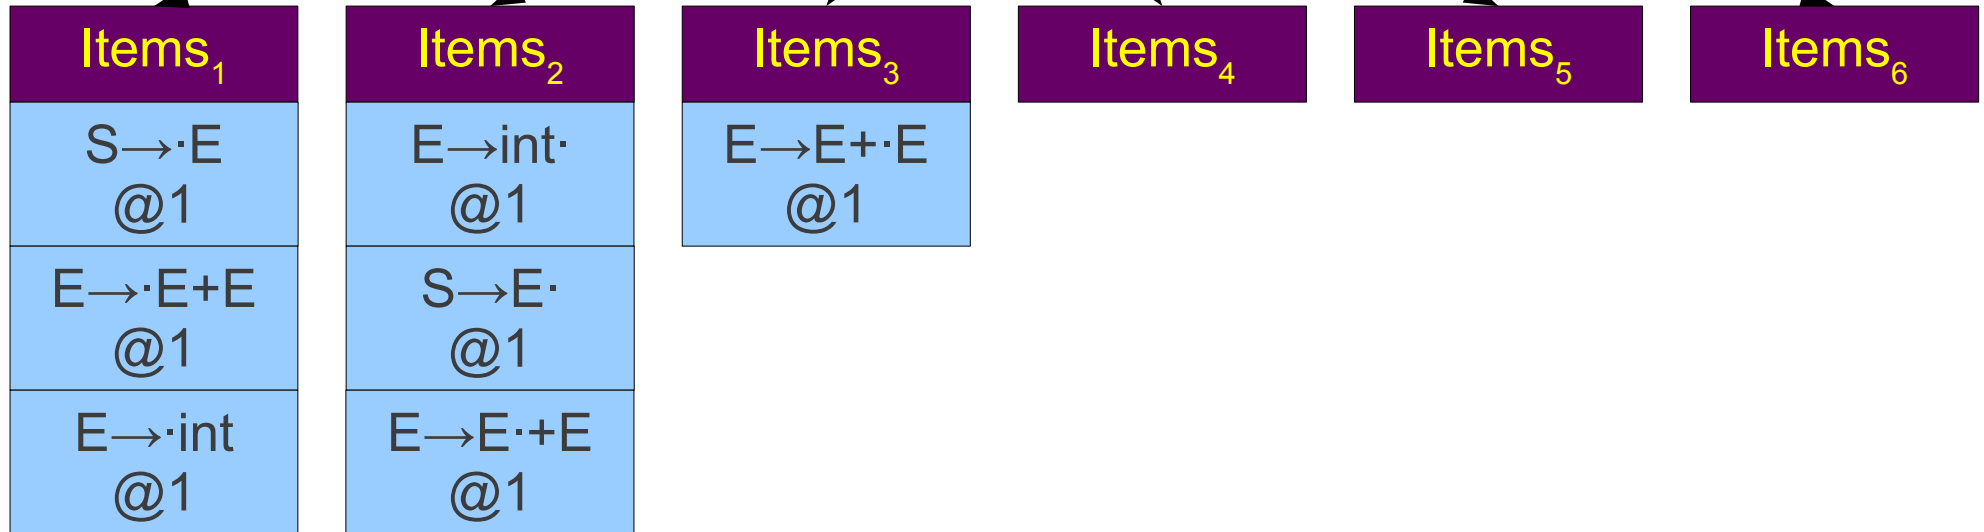 Items₁
S→·E
@1
E→·E+E
@1
E→·int
@1
Items₂
E→int·
@1
S→E·
@1
E→E·+E
@1
Items₃
E→E+·E
@1
Items₄
Items₅
Items₆